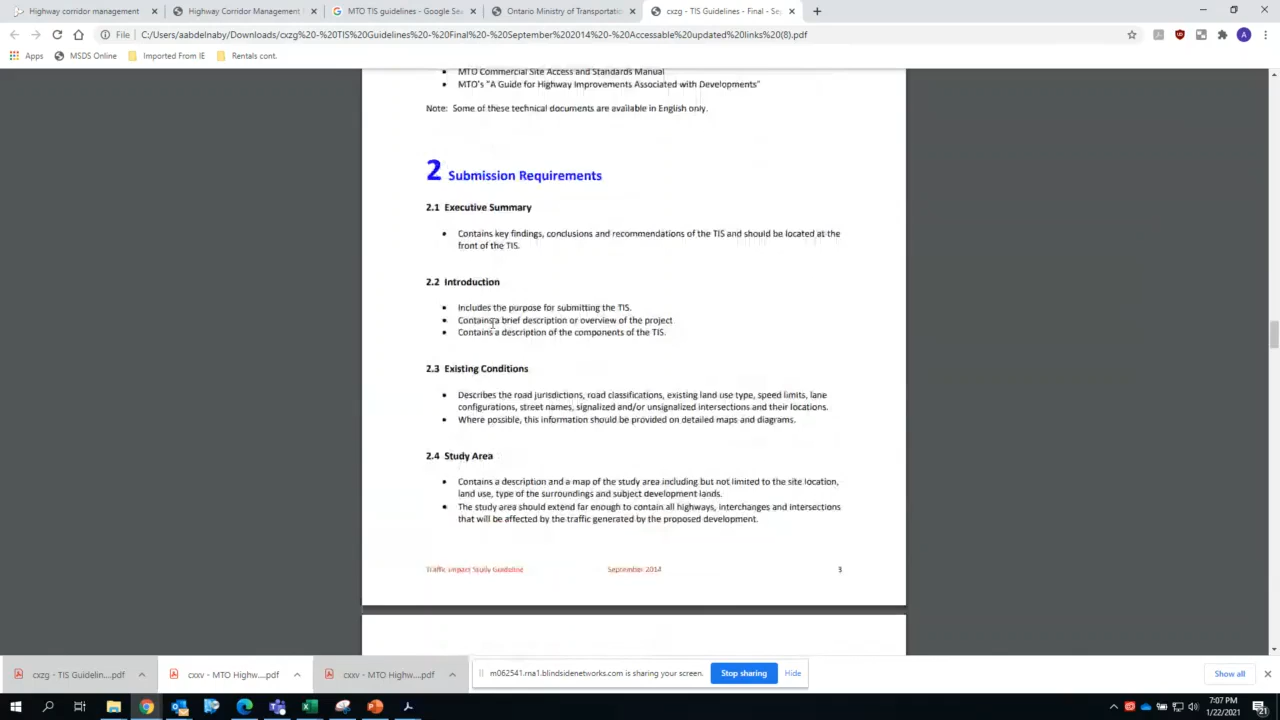 Highway corridor management
Highway Corridor Management
MTO TIS guidelines - Google Sea
Ontario Ministry of Transportation
cxzg - TIS Guidelines - Final - Se
File
C:/Users/aabdelnaby/Downloads/cxzg%20-%20TIS%20Guidelines%20-%20Final%20-%20September%202014%20-%20Accessable%20updated%20links%20(8).pdf
A
Apps
MSDS Online
Imported From IE
Rentals cont.
• MTO Commercial Site Access and Standards Manual
• MTO's "A Guide for Highway Improvements Associated with Developments"
Note: Some of these technical documents are available in English only.
2 Submission Requirements
2.1 Executive Summary
• Contains key findings, conclusions and recommendations of the TIS and should be located at the
front of the TIS.
2.2 Introduction
• Includes the purpose for submitting the TIS.
• Contains a brief description or overview of the project
• Contains a description of the components of the TIS.
2.3 Existing Conditions
• Describes the road jurisdictions, road classifications, existing land use type, speed limits, lane
configurations, street names, signalized and/or unsignalized intersections and their locations.
• Where possible, this information should be provided on detailed maps and diagrams.
2.4 Study Area
• Contains a description and a map of the study area including but not limited to the site location,
land use, type of the surroundings and subject development lands.
• The study area should extend far enough to contain all highways, interchanges and intersections
that will be affected by the traffic generated by the proposed development.
Traffic Impact Study Guideline
September 2014
3
cxzg - TIS Guidelin....pdf
cxxv - MTO Highw....pdf
cxxv - MTO Highw....pdf
m062541.rna1.blindsidenetworks.com is sharing your screen.
Stop sharing
Hide
Show all
7:07 PM
1/22/2021
21